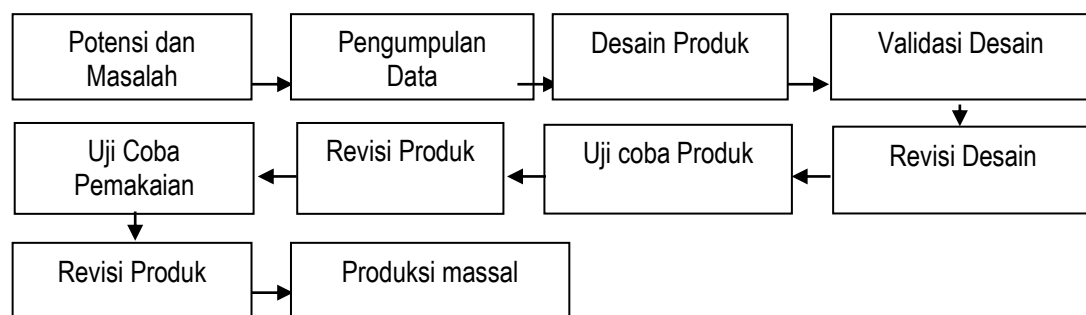 Potensi dan
Masalah
Pengumpulan
Data
Desain Produk
Validasi Desain
Revisi Desain
Uji coba Produk
Revisi Produk
Uji Coba
Pemakaian
Revisi Produk
Produksi massal